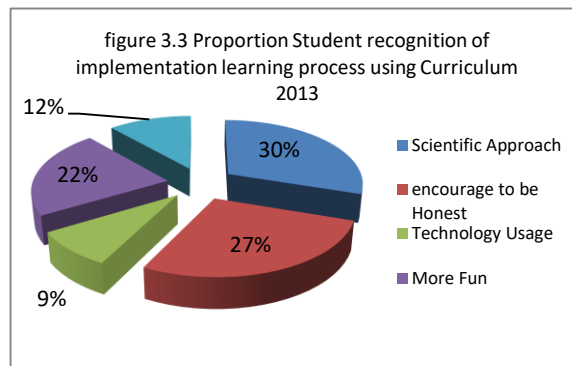 figure 3.3 Proportion Student recognition of
implementation learning process using Curriculum
2013
12%
30%
22%
27%
9%
Scientific Approach
encourage to be
Honest
Technology Usage
More Fun